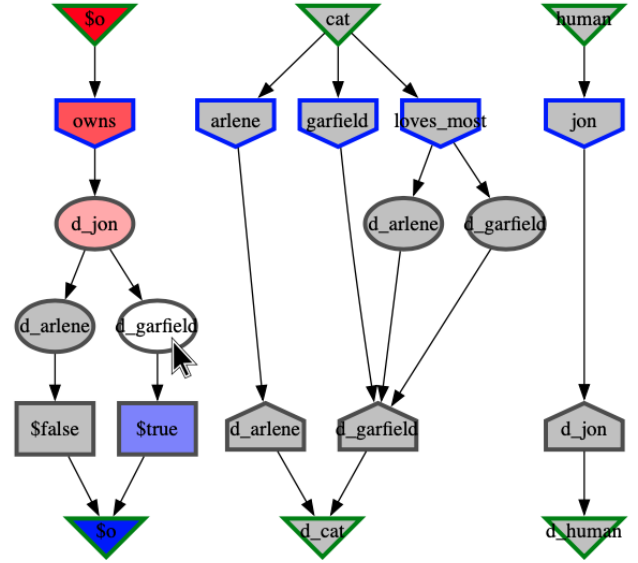 $o cat human
owns arlene garfield loves_most jon
d_jon d_arlene d_garfield
d_arlene d_garfield
$false $true d_arlene d_garfield d_jon
$o d_cat d_human